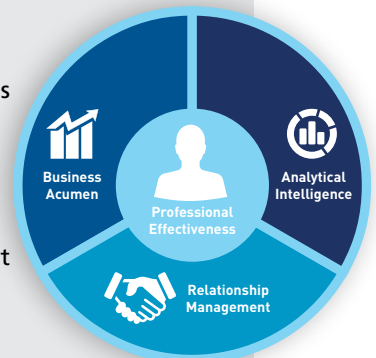 s
Business
Acumen
Analytical
Intelligence
Professional
Effectiveness
t
Relationship
Management